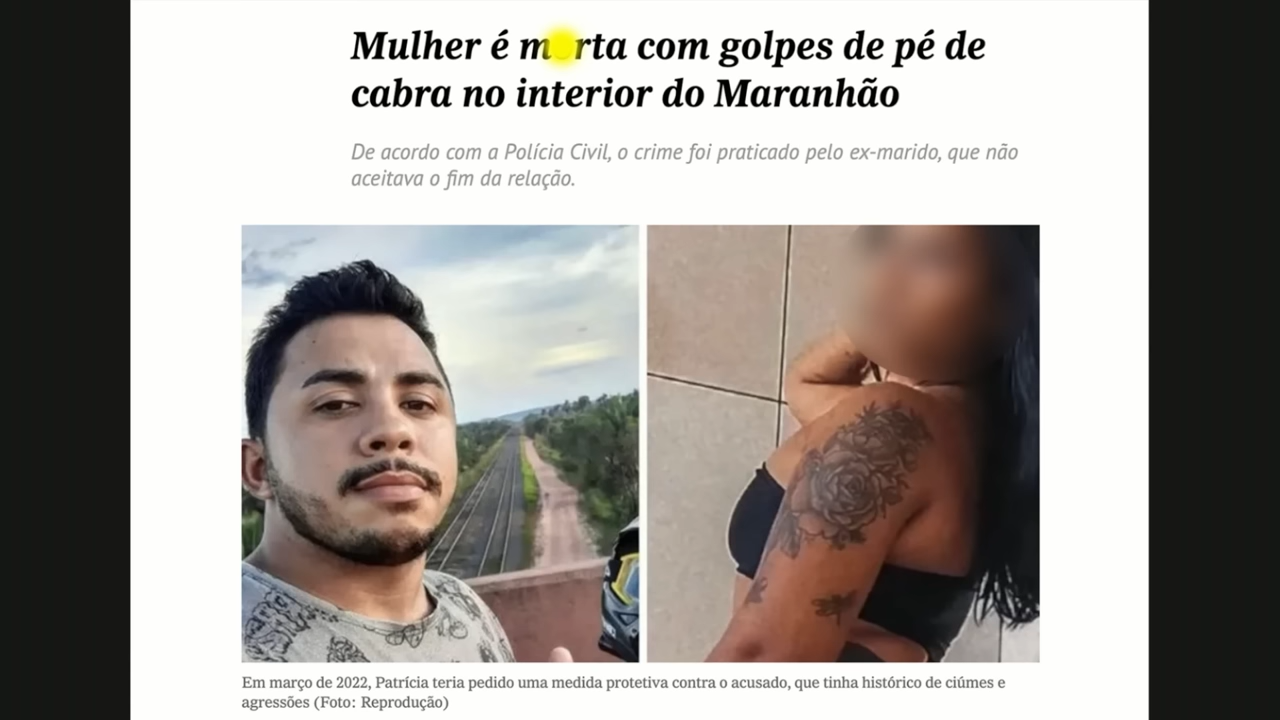 Mulher é m rta com golpes de pé de
cabra no interior do Maranhão
De acordo com a Polícia Civil, o crime foi praticado pelo ex-marido, que não
aceitava o fim da relação.
Em março de 2022, Patrícia teria pedido uma medida protetiva contra o acusado, que tinha histórico de ciúmes e
agressões (Foto: Reprodução)